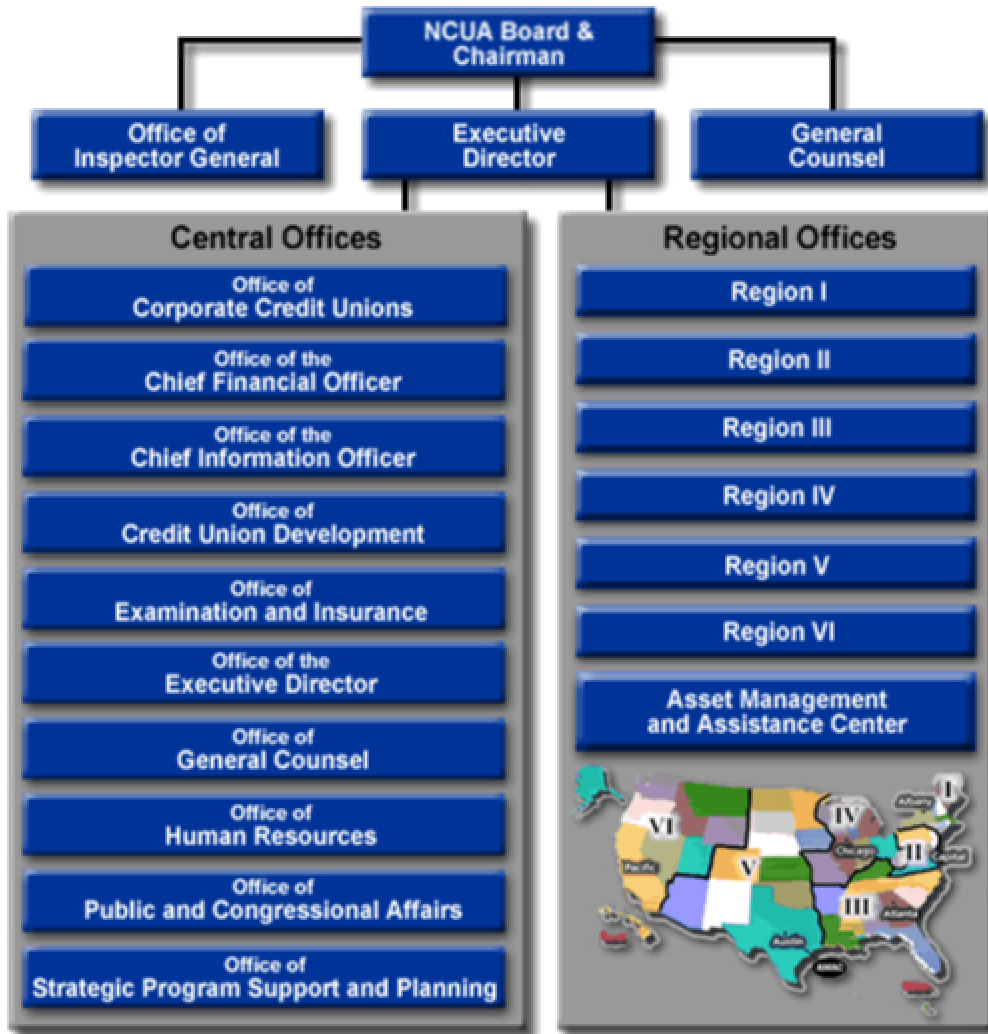 NCUA Board &
Chairman
Office of
Inspector General
Executive
Director
General
Counsel
Central Offices
Office of
Corporate Credit Unions
Office of the
Chief Financial Officer
Office of the
Chief Information Officer
Office of
Credit Union Development
Office of
Examination and Insurance
Office of the
Executive Director
Office of
General Counsel
Office of
Human Resources
Office of
Public and Congressional Affairs
Office of
Strategic Program Support and Planning
Regional Offices
Region I
Region II
Region III
Region IV
Region V
Region VI
Asset Management
and Assistance Center
I
Albany
IV
VI
Chicago
II
Capital
Pacific
V
III
Atlanta
Austin
AMAC